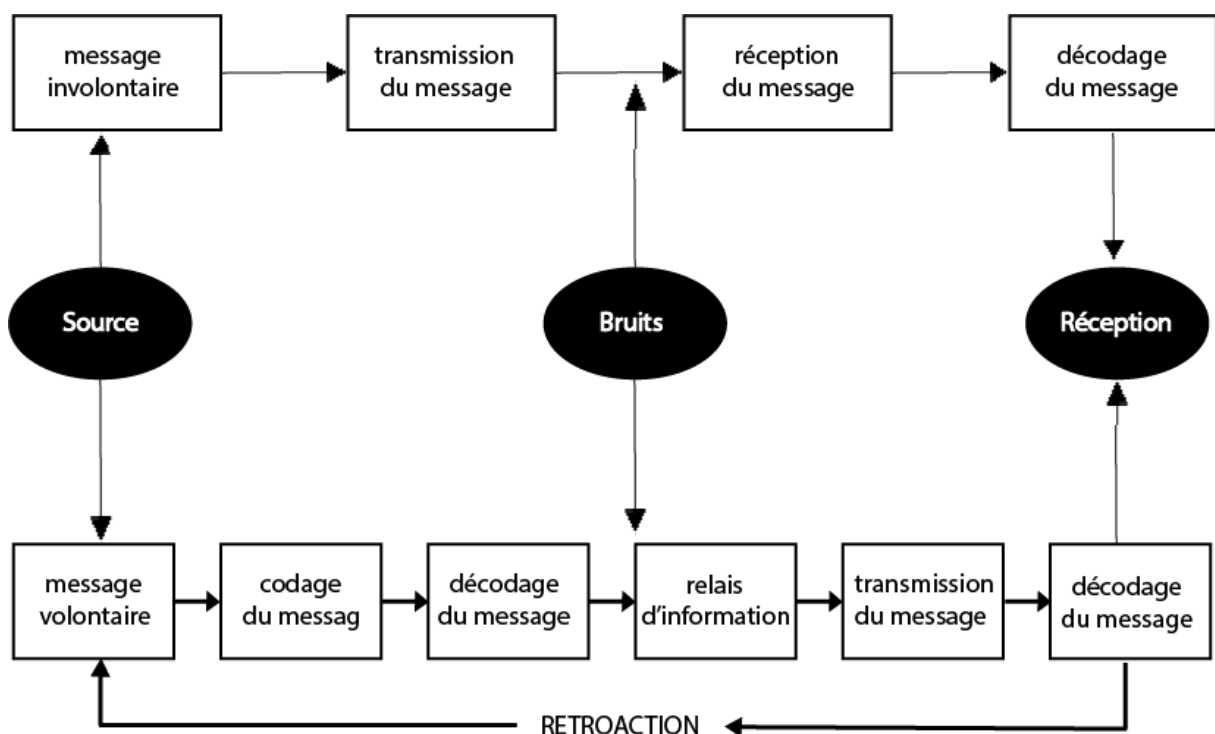 message
involontaire
transmission
du message
réception
du message
décodage
du message
Source
Bruits
Réception
message
volontaire
codage
du messag
décodage
du message
relais
d'information
transmission
du message
décodage
du message
RETROACTION